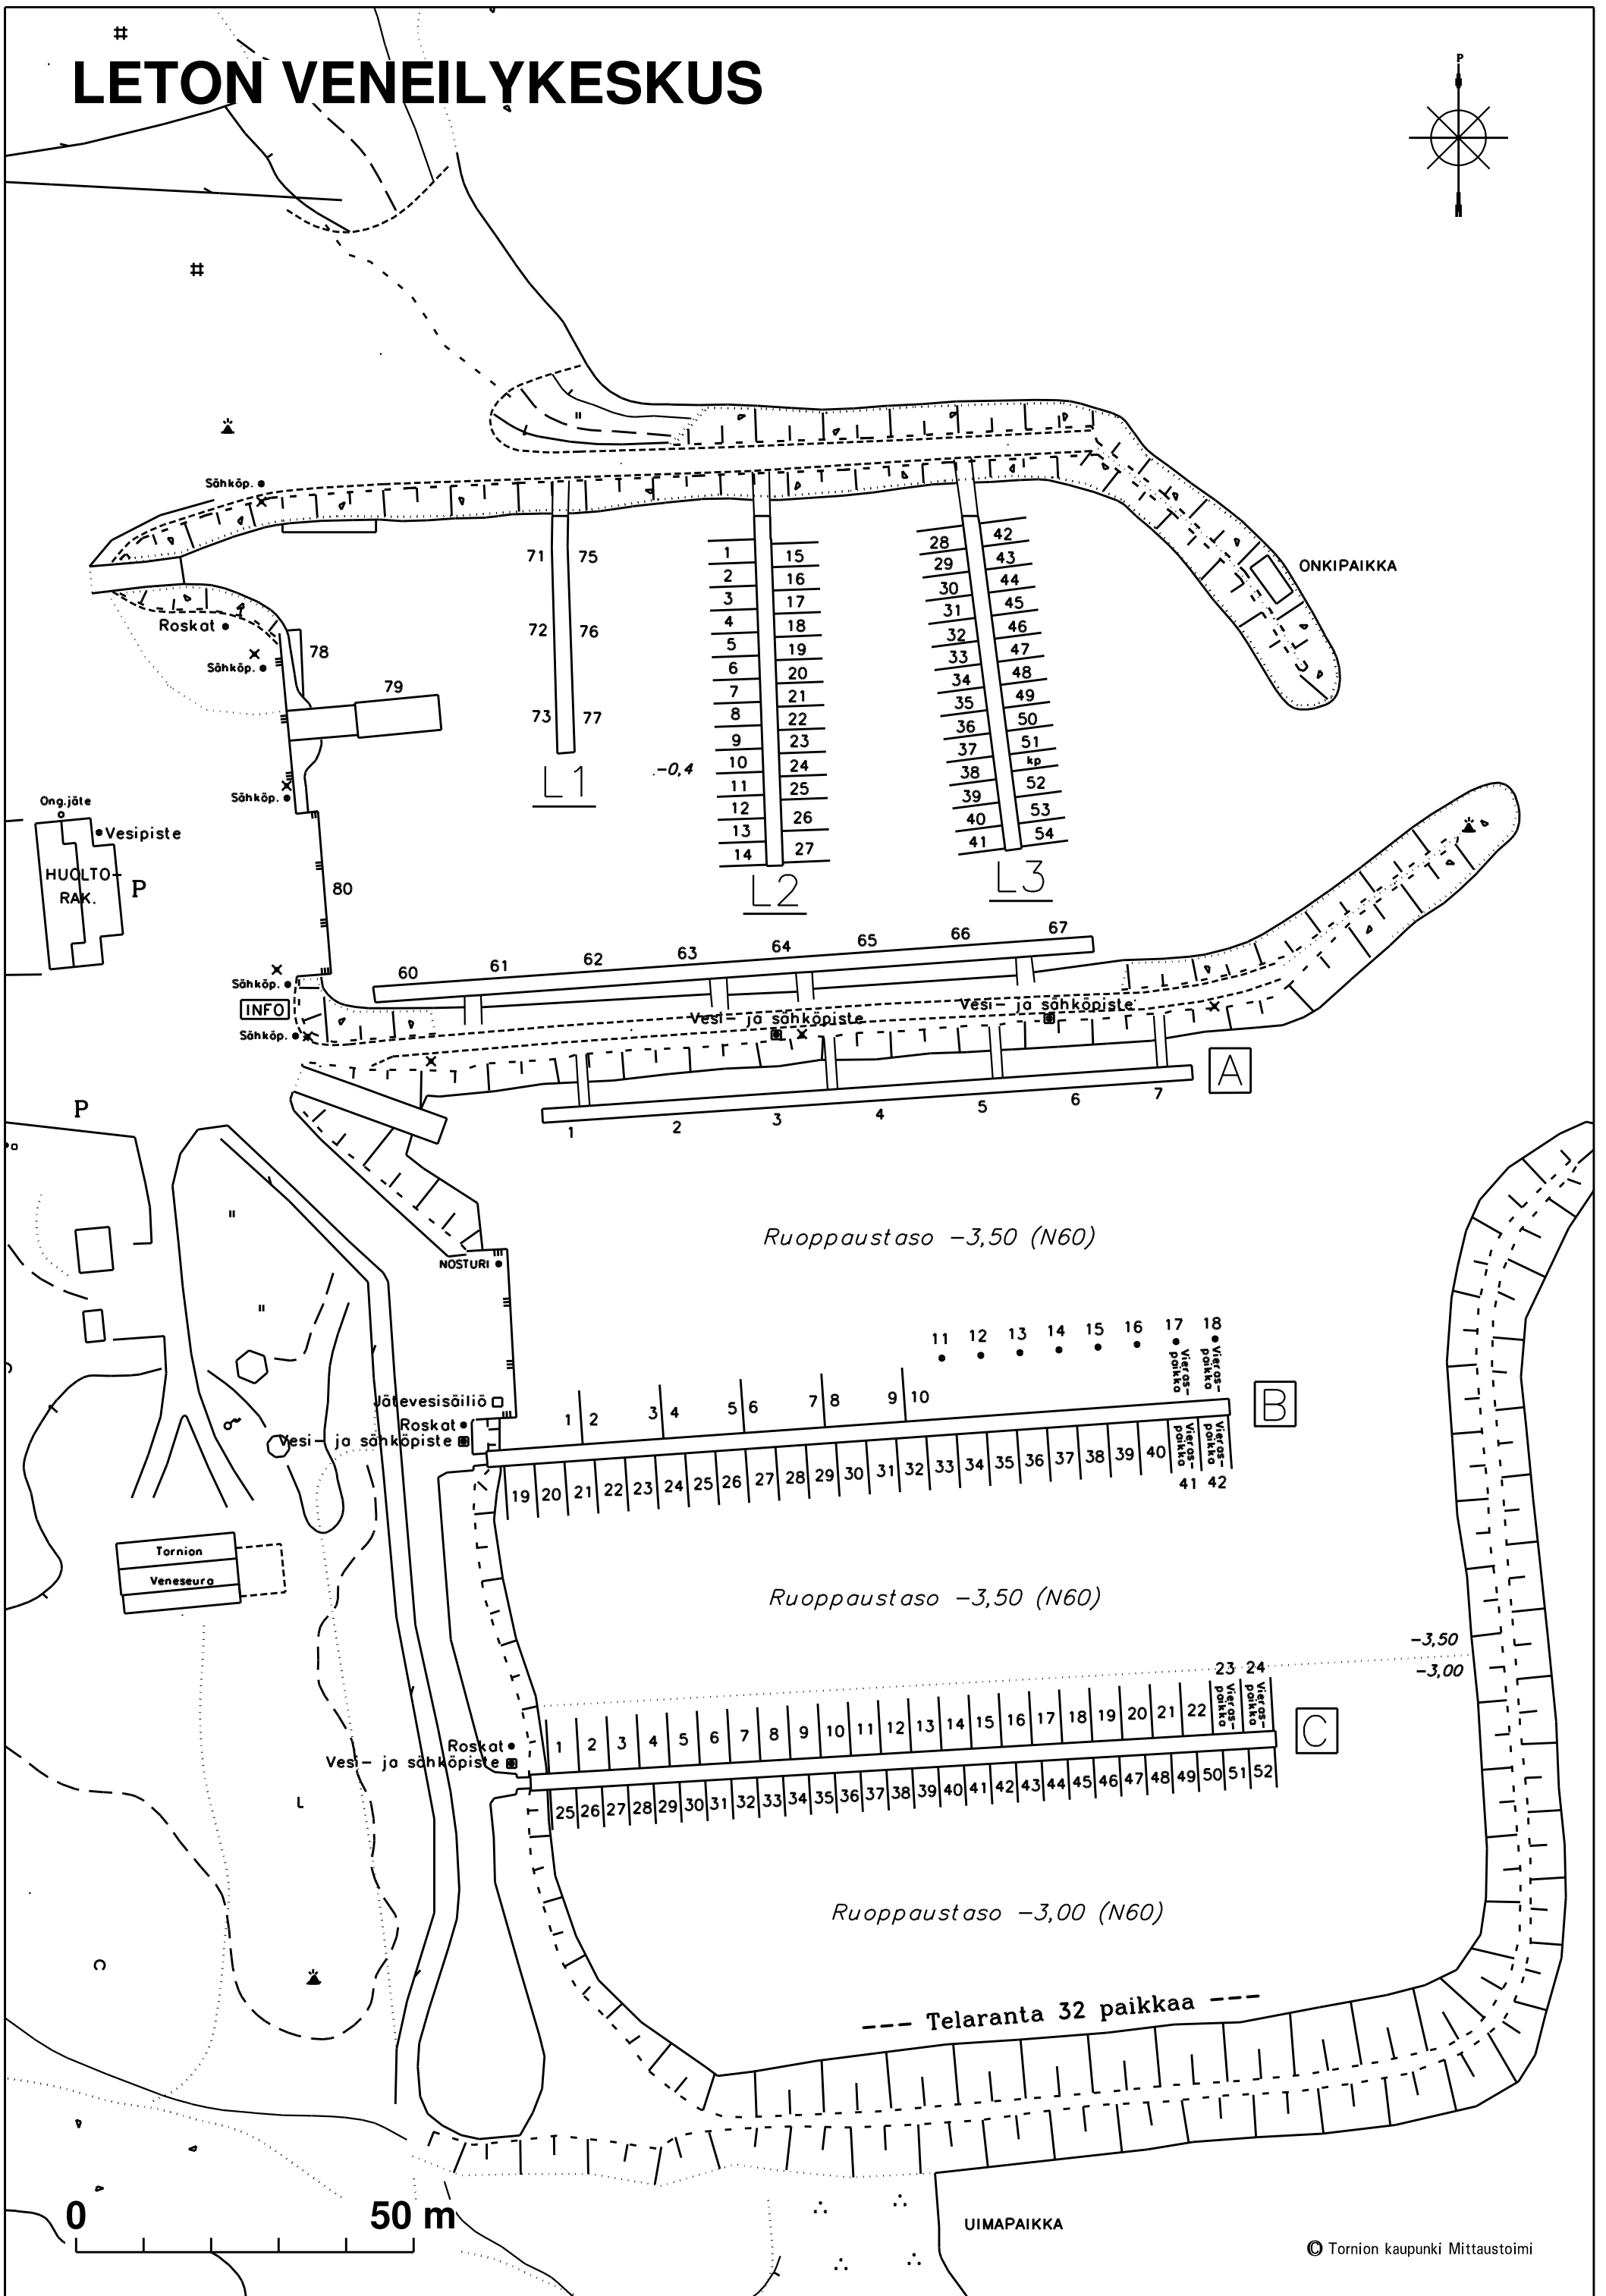 LETON VENEILYKESKUS
P
Sähköp.
ONKIPAIKKA
Roskat
Sähköp.
78
79
71 75
72 76
73 77
L1
-0,4
1 15
2 16
3 17
4 18
5 19
6 20
7 21
8 22
9 23
10 24
11 25
12 26
13
14 27
L2
28 42
29 43
30 44
31 45
32 46
33 47
34 48
35 49
36 50
37 51
kp
38 52
39 53
40 54
41
L3
Sähköp.
Ong.jäte
Vesipiste
HUOLTO-
RAK.
P
80
60 61 62 63 64 65 66 67
Sähköp.
INFO
Sähköp.
Vesi- ja sähköpiste
Vesi- ja sähköpiste
A
1 2 3 4 5 6 7
P
Ruoppaustaso -3,50 (N60)
NOSTURI
11 12 13 14 15 16 17 18
Vieras-
paikka
Vieras-
paikka
Jätevesisäiliö
Roskat
Vesi- ja sähköpiste
1 2 3 4 5 6 7 8 9 10
B
19 20 21 22 23 24 25 26 27 28 29 30 31 32 33 34 35 36 37 38 39 40
Vieras-
paikka
Vieras-
paikka
41 42
Tornion
Veneseura
Ruoppaustaso -3,50 (N60)
-3,50
-3,00
23 24
Vieras-
paikka
Vieras-
paikka
Roskat
Vesi- ja sähköpiste
1 2 3 4 5 6 7 8 9 10 11 12 13 14 15 16 17 18 19 20 21 22
C
25 26 27 28 29 30 31 32 33 34 35 36 37 38 39 40 41 42 43 44 45 46 47 48 49 50 51 52
L
Ruoppaustaso -3,00 (N60)
--- Telaranta 32 paikkaa ---
0 50 m
UIMAPAIKKA
© Tornion kaupunki Mittaustoimi